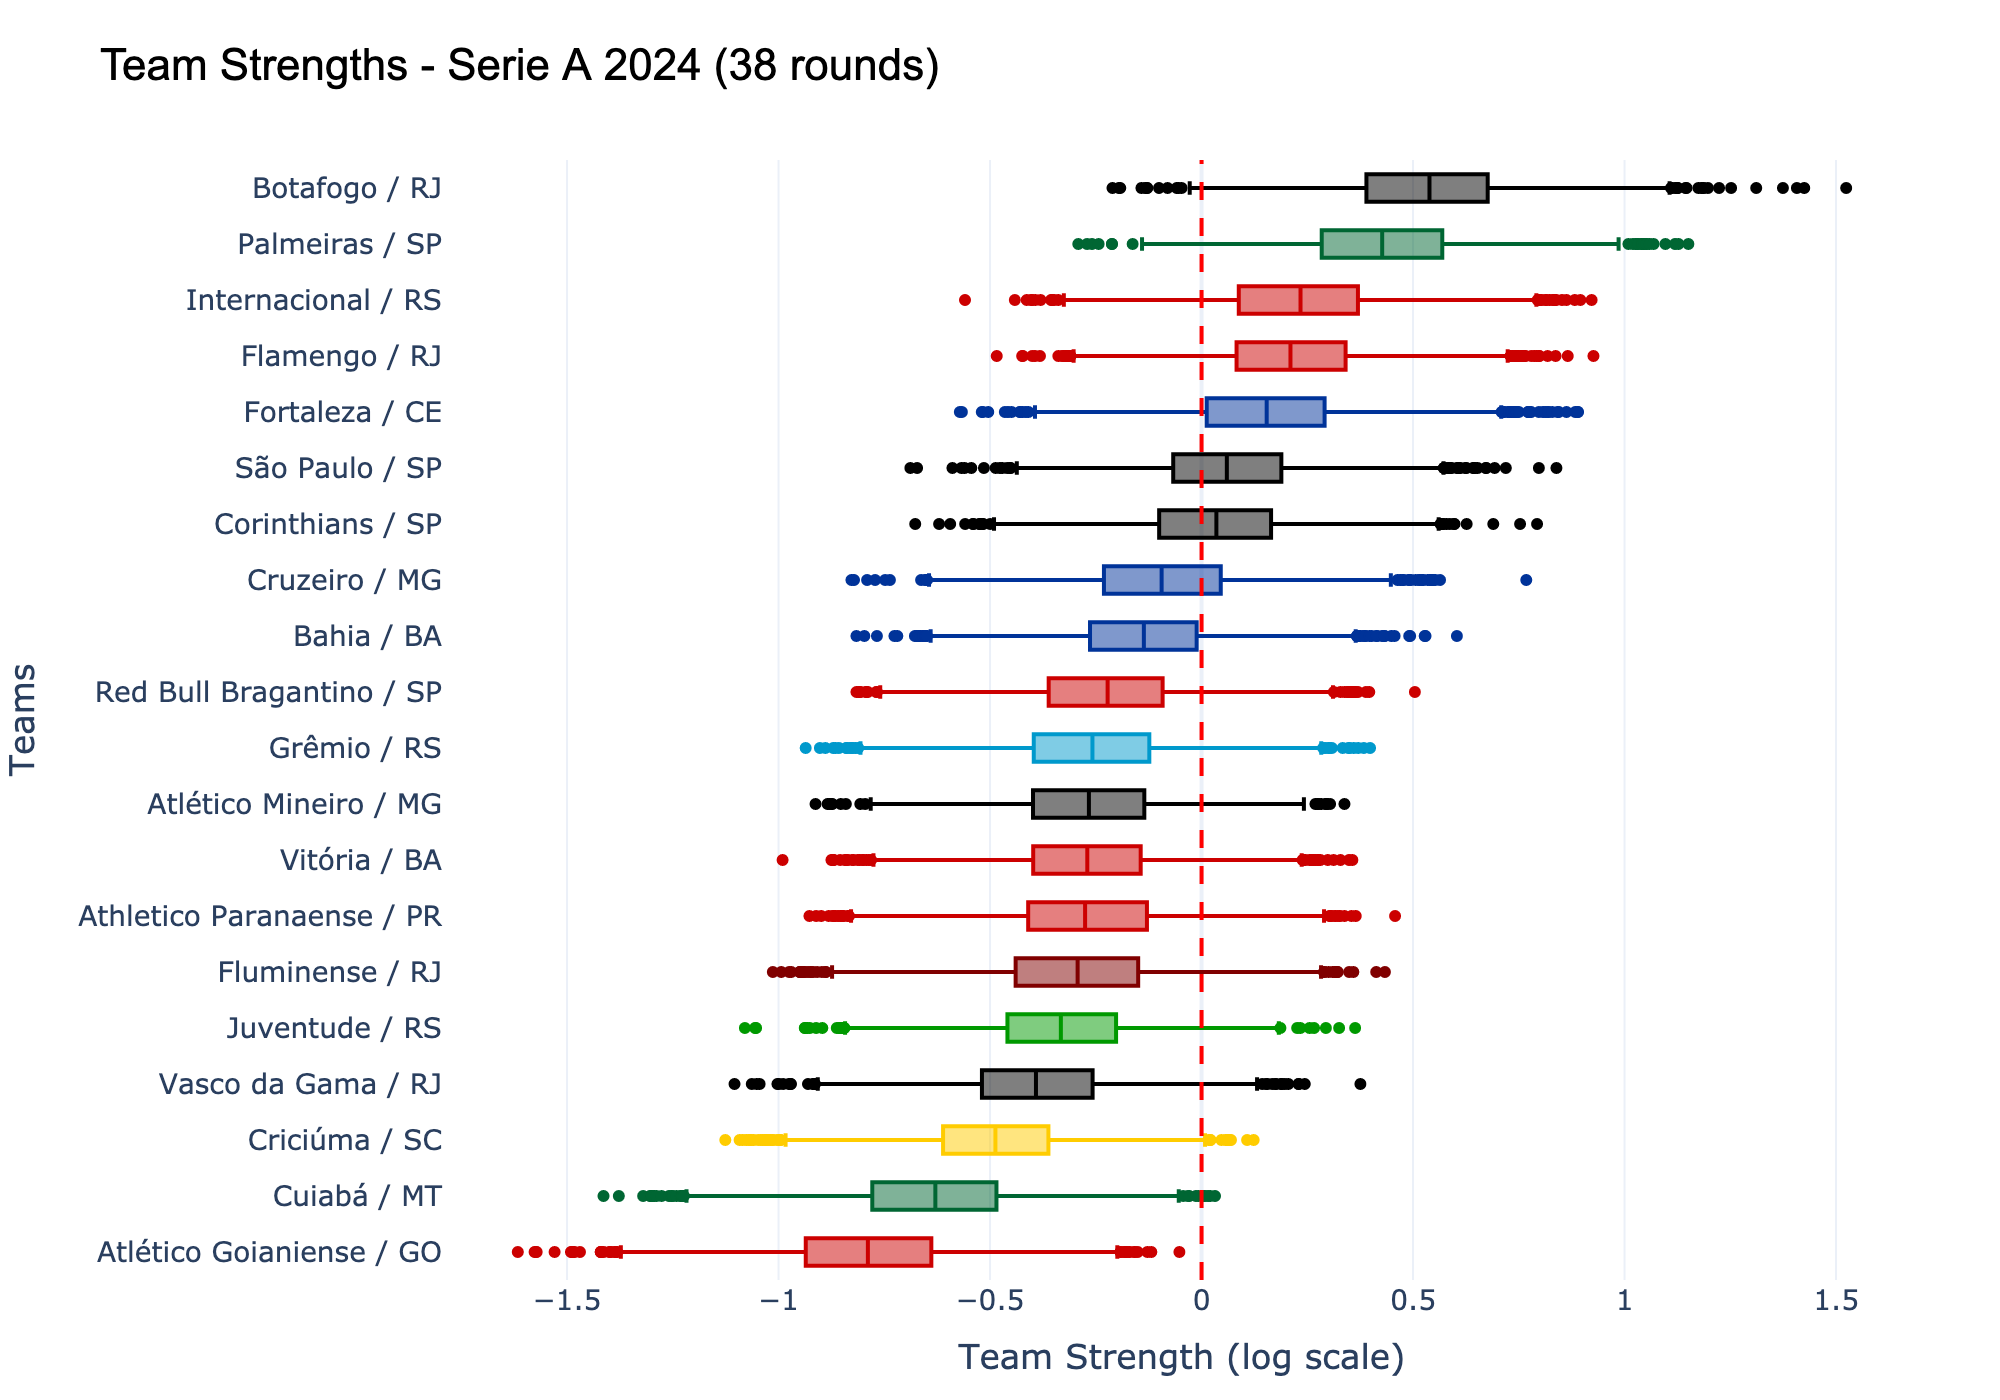 Team Strengths - Serie A 2024 (38 rounds)
Teams
Botafogo / RJ
Palmeiras / SP
Internacional / RS
Flamengo / RJ
Fortaleza / CE
São Paulo / SP
Corinthians / SP
Cruzeiro / MG
Bahia / BA
Red Bull Bragantino / SP
Grêmio / RS
Atlético Mineiro / MG
Vitória / BA
Athletico Paranaense / PR
Fluminense / RJ
Juventude / RS
Vasco da Gama / RJ
Criciúma / SC
Cuiabá / MT
Atlético Goianiense / GO
−1.5 −1 −0.5 0 0.5 1 1.5
Team Strength (log scale)